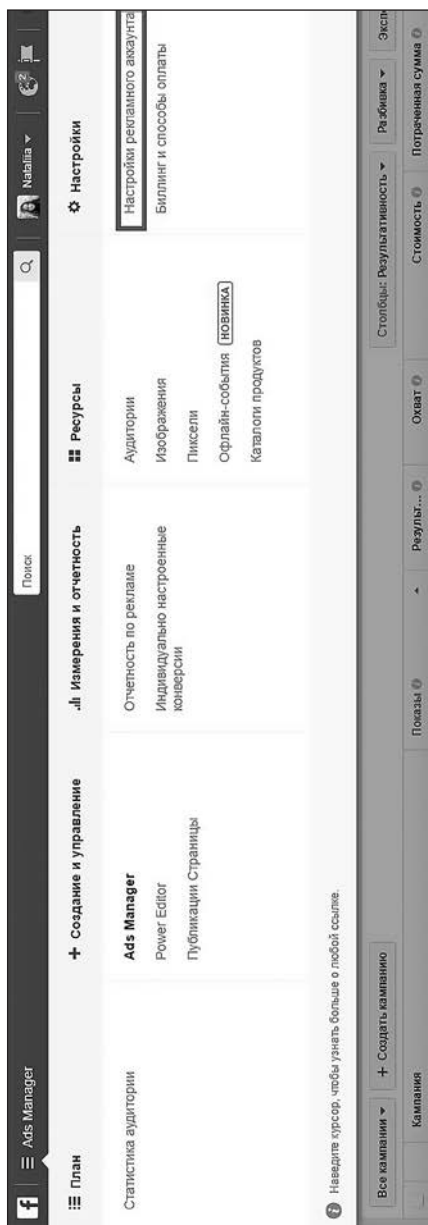 f
Ads Manager
Поиск
Nataliia
2
План
Статистика аудитории
Создание и управление
Ads Manager
Power Editor
Публикации Страницы
Измерения и отчетность
Отчетность по рекламе
Индивидуально настроенные
конверсии
Ресурсы
Аудитории
Изображения
Пиксели
Офлайн-события НОВИНКА
Каталоги продуктов
Настройки
Настройки рекламного аккаунта
Биллинг и способы оплаты
Наведите курсор, чтобы узнать больше о любой ссылке.
Все кампании
+ Создать кампанию
Столбцы: Результативность
Разбивка
Экспо
Кампания
Показы
Результ...
Охват
Стоимость
Потраченная сумма